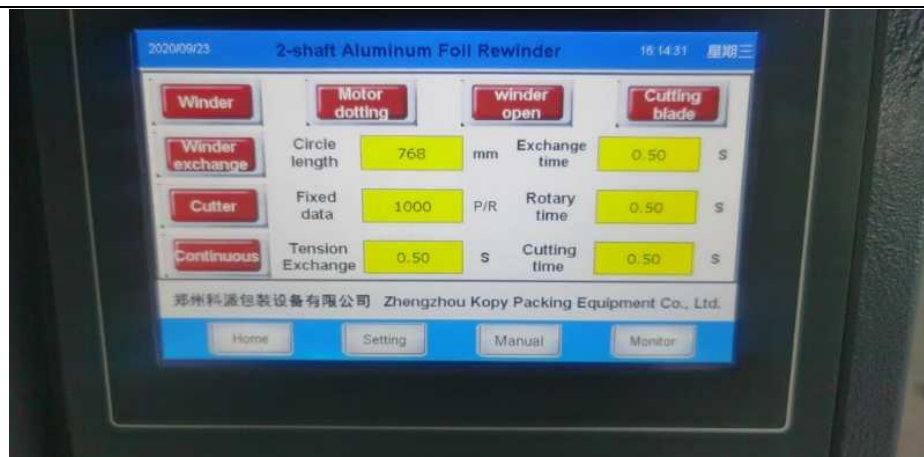 2020/09/23 2-shaft Aluminum Foil Rewinder 16:14:31 星期三
Winder Motor dotting winder open Cutting blade
Winder exchange Circle length 768 mm Exchange time 0.50 S
Cutter Fixed data 1000 P/R Rotary time 0.50 S
Continuous Tension Exchange 0.50 S Cutting time 0.50 S
郑州科派包装设备有限公司 Zhengzhou Kopy Packing Equipment Co., Ltd.
Home Setting Manual Monitor